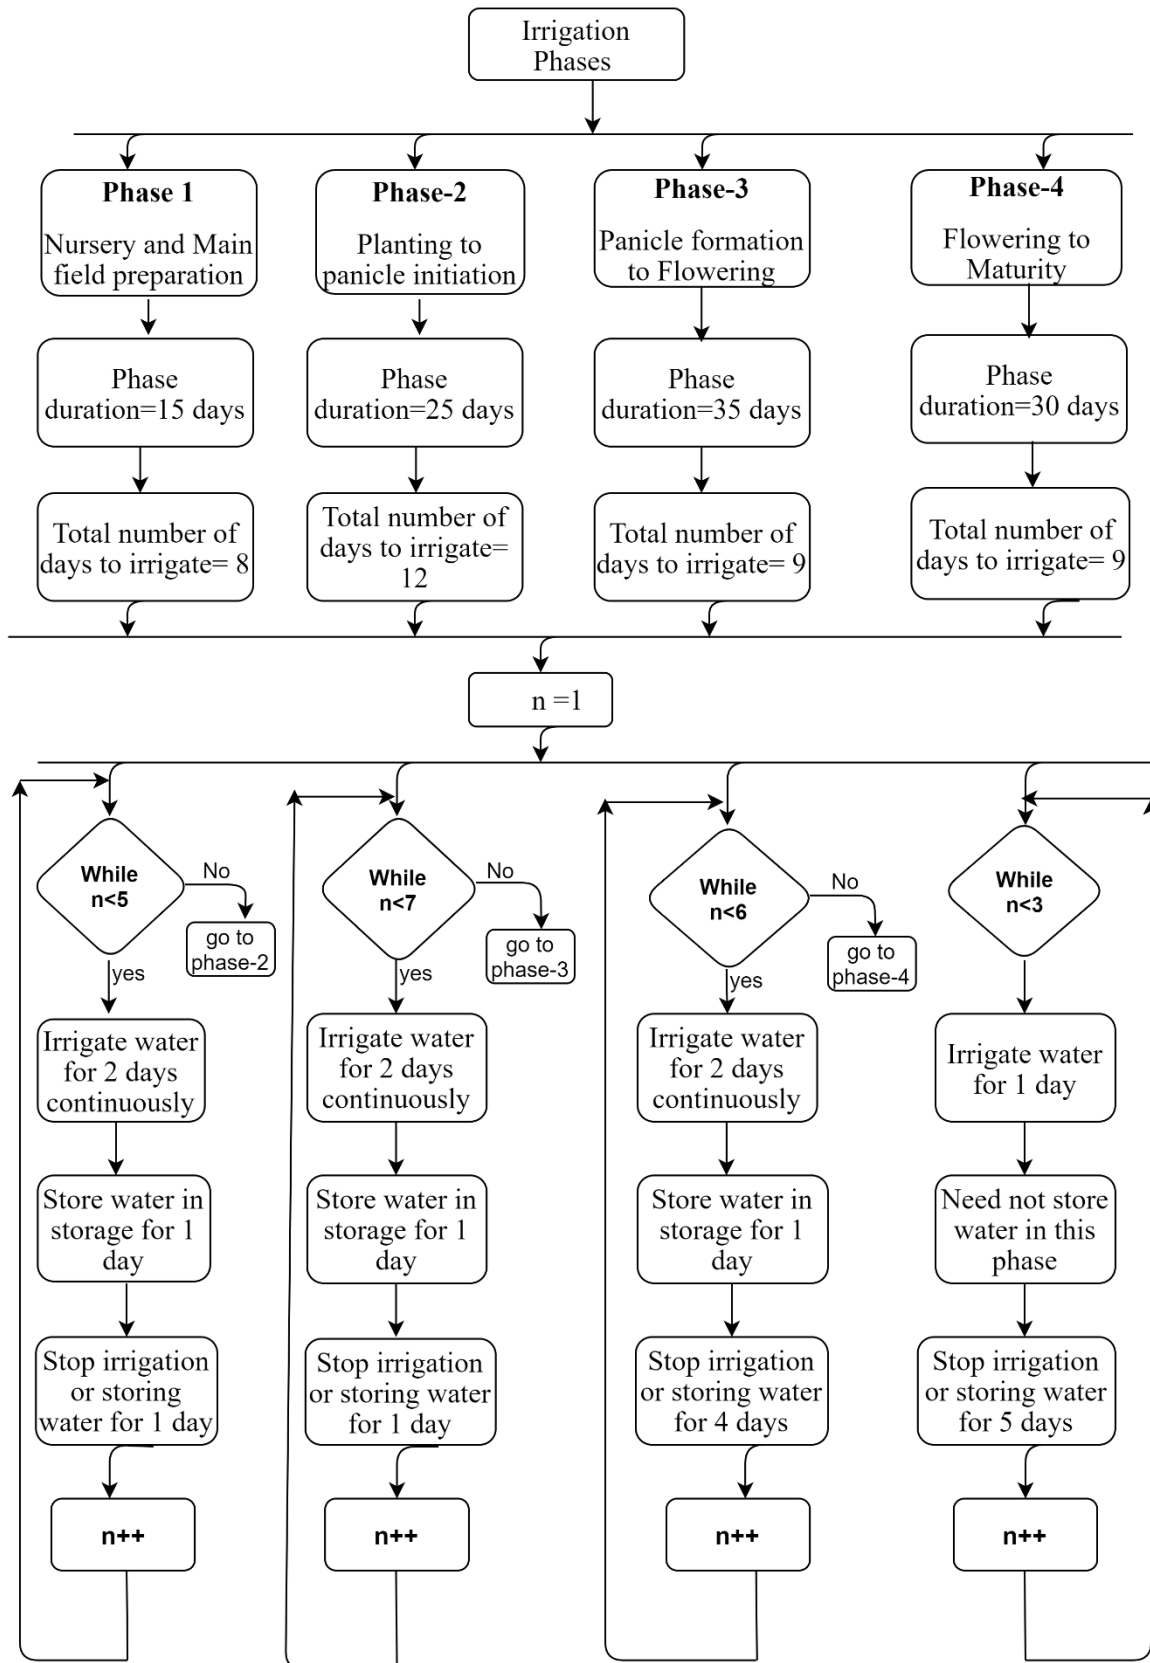 Irrigation
Phases
Phase 1
Nursery and Main
field preparation
Phase-2
Planting to
panicle initiation
Phase-3
Panicle formation
to Flowering
Phase-4
Flowering to
Maturity
Phase
duration=15 days
Phase
duration=25 days
Phase
duration=35 days
Phase
duration=30 days
Total number of
days to irrigate= 8
Total number of
days to irrigate=
12
Total number of
days to irrigate= 9
Total number of
days to irrigate= 9
n =1
While
n<5
No
go to
phase-2
yes
While
n<7
No
go to
phase-3
yes
While
n<6
No
go to
phase-4
yes
While
n<3
Irrigate water
for 2 days
continuously
Irrigate water
for 2 days
continuously
Irrigate water
for 2 days
continuously
Irrigate water
for 1 day
Store water in
storage for 1
day
Store water in
storage for 1
day
Store water in
storage for 1
day
Need not store
water in this
phase
Stop irrigation
or storing
water for 1 day
Stop irrigation
or storing water
for 1 day
Stop irrigation
or storing water
for 4 days
Stop irrigation
or storing water
for 5 days
n++
n++
n++
n++